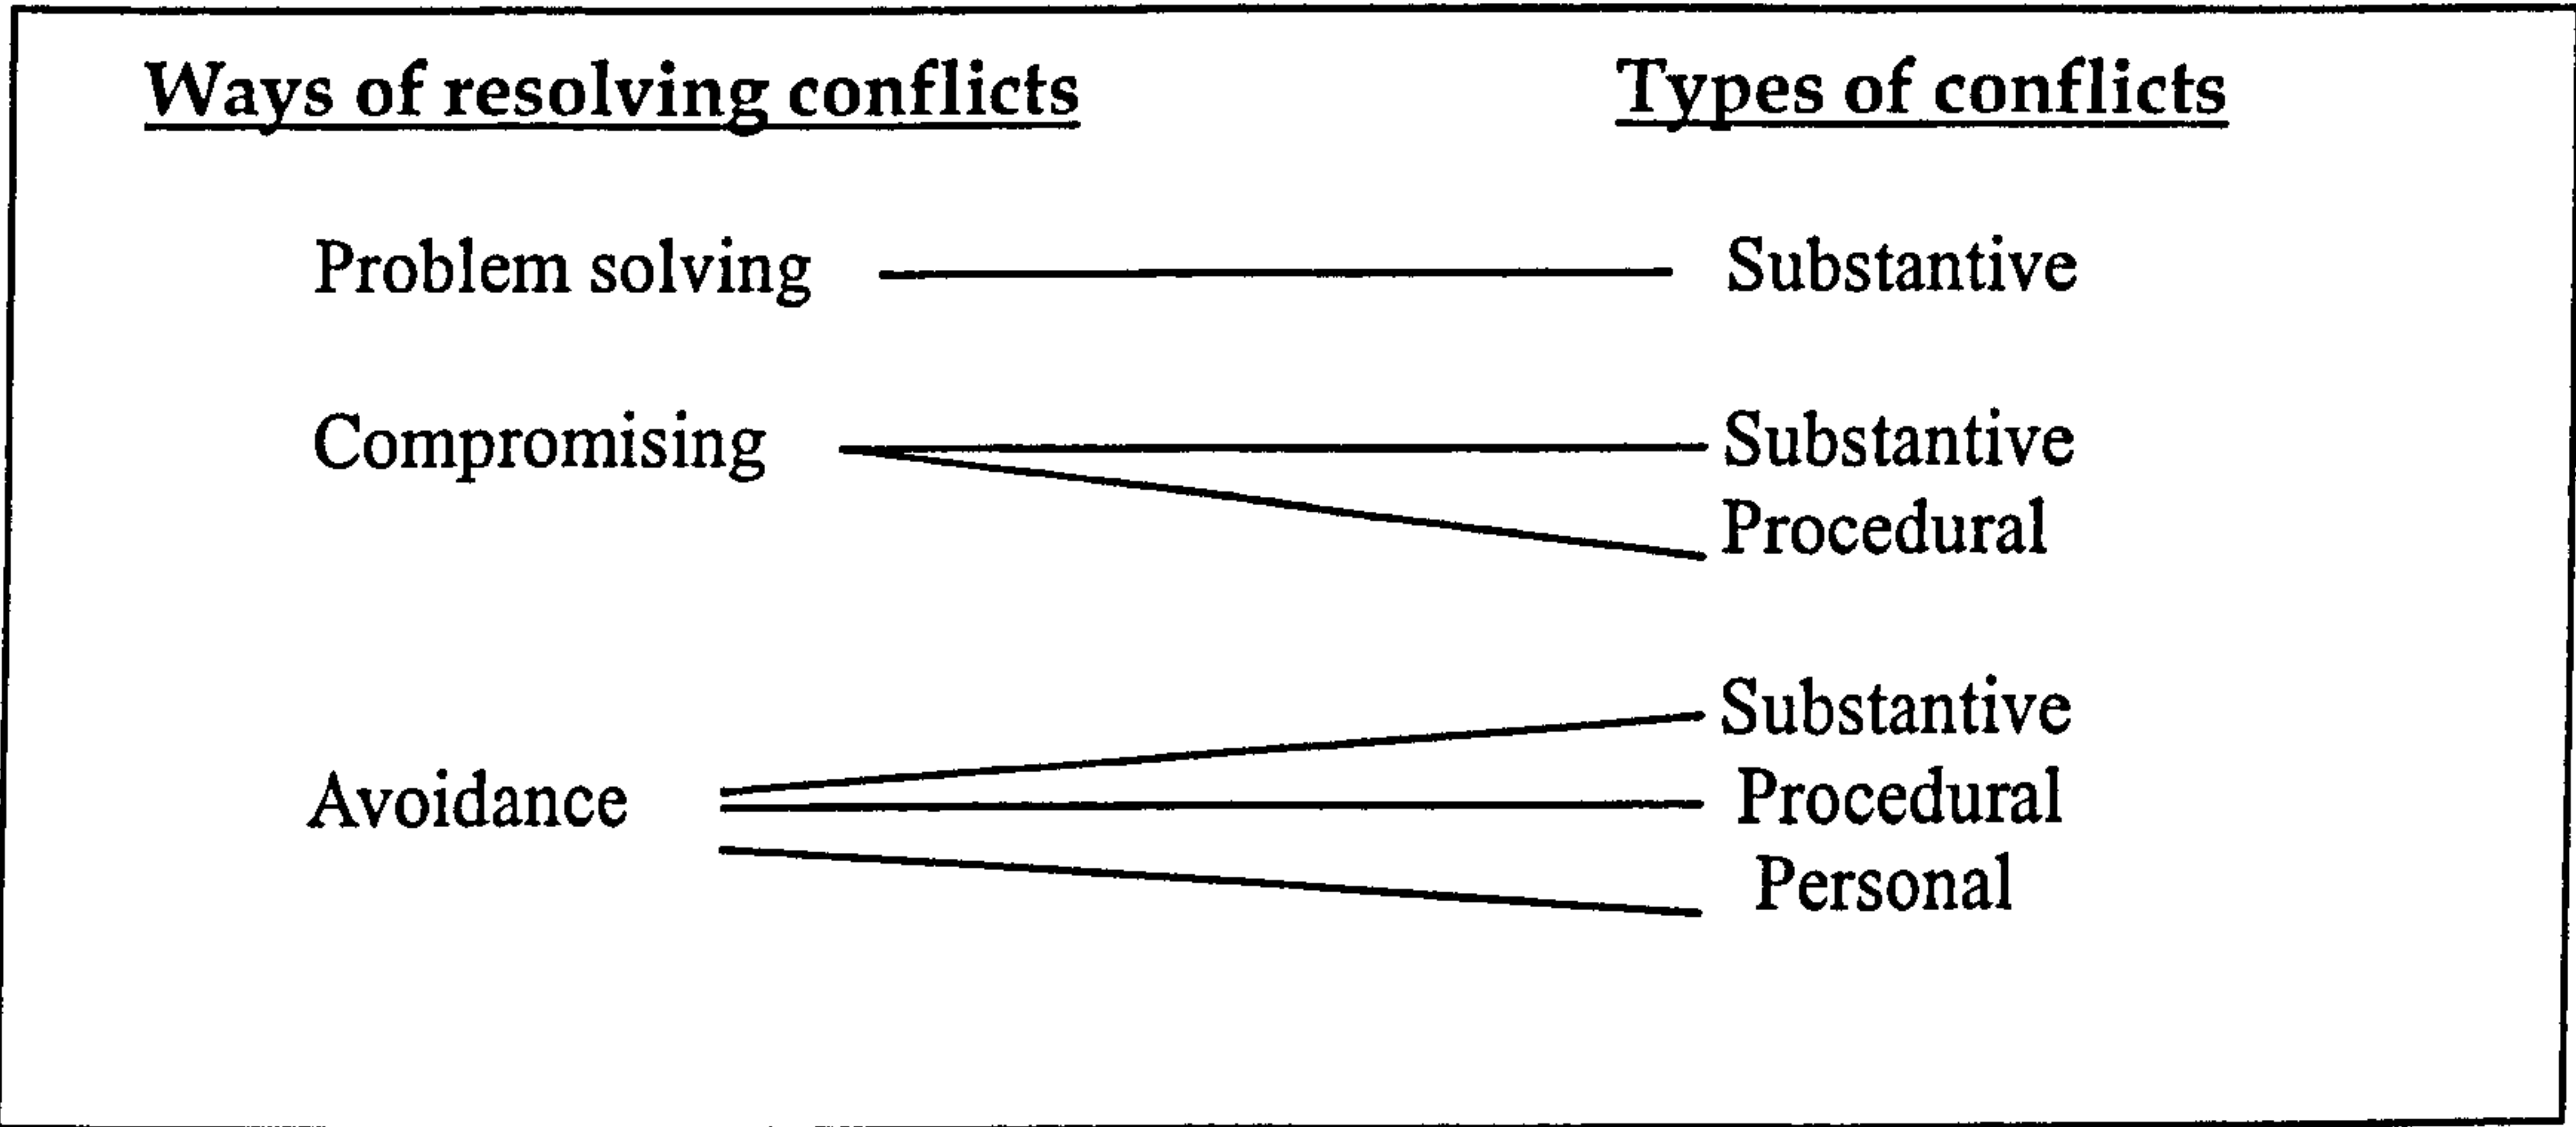 Ways of resolving conflicts Types of conflicts
Problem solving Substantive
Compromising Substantive
Procedural
Substantive
Avoidance Procedural
Personal